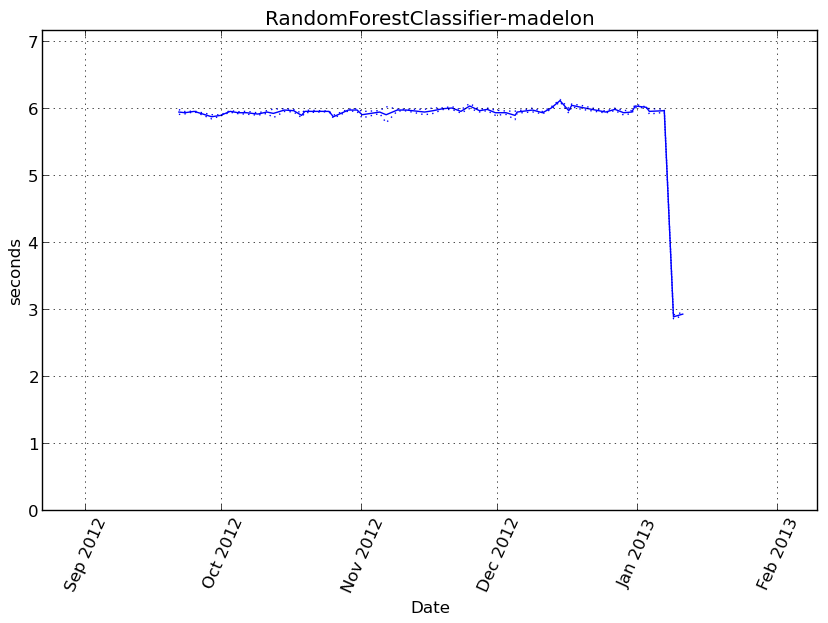 RandomForestClassifier-madelon
7
6
5
4
3
2
1
0
seconds
Sep 2012
Oct 2012
Nov 2012
Dec 2012
Jan 2013
Feb 2013
Date